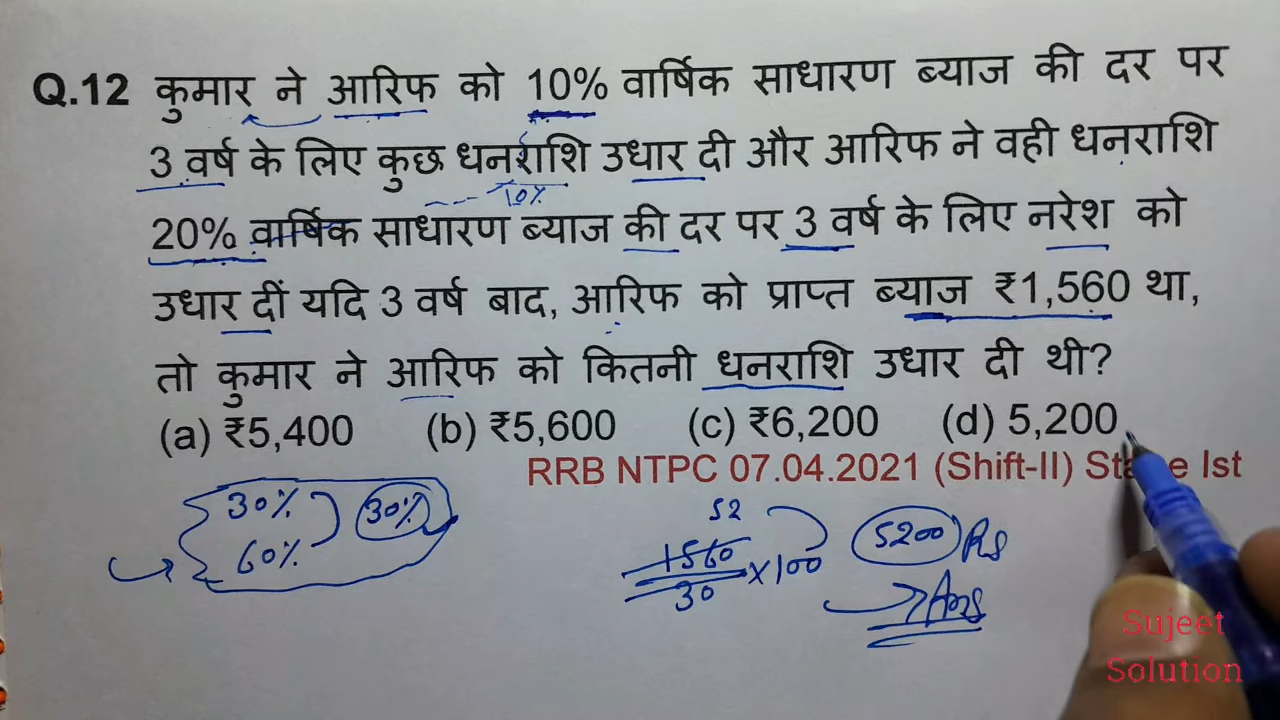 Q.12 कुमार ने आरिफ को 10% वार्षिक साधारण ब्याज की दर पर
3 वर्ष के लिए कुछ धनराशि उधार दी और आरिफ ने वही धनराशि
10%
20% वार्षिक साधारण ब्याज की दर पर 3 वर्ष के लिए नरेश को
उधार दीं यदि 3 वर्ष बाद, आरिफ को प्राप्त ब्याज ₹1,560 था,
तो कुमार ने आरिफ को कितनी धनराशि उधार दी थी?
(a) ₹5,400 (b) ₹5,600 (c) ₹6,200 (d) 5,200
RRB NTPC 07.04.2021 (Shift-II) Ist
30% 30%
60%
52
1560
30 ×100
5200 Rs
Ans
Sujeet
Solution